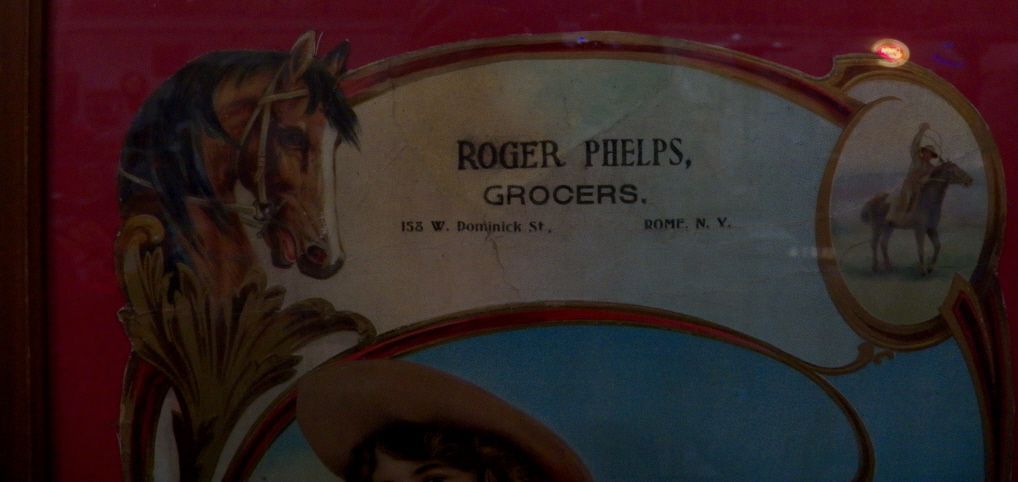 ROGER PHELPS,
GROCERS.
158 W. Dominick St., ROME, N. Y.